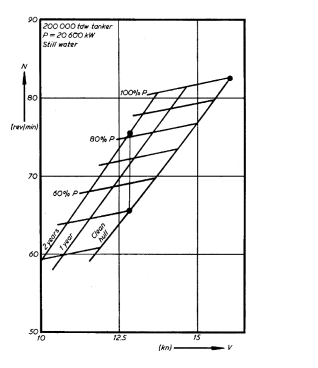 90
200 000 tdw tanker
P = 20 600 kW
Still water
N
100% P
80
(rev/min)
80% P
70
60% P
2 years
1 year
Clean
hull
60
50
10
12.5
15
(kn)
V